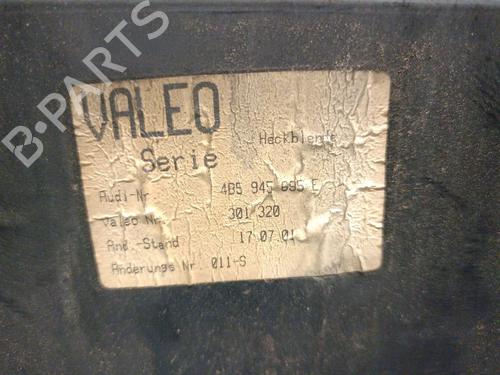 B-PARTS
VALEO
Serie Heckblende
Audi-Nr 4B5 945 695 E
Valeo Nr. 301 320
Änd.-Stand 17.07.01
Änderungs Nr. 011-S